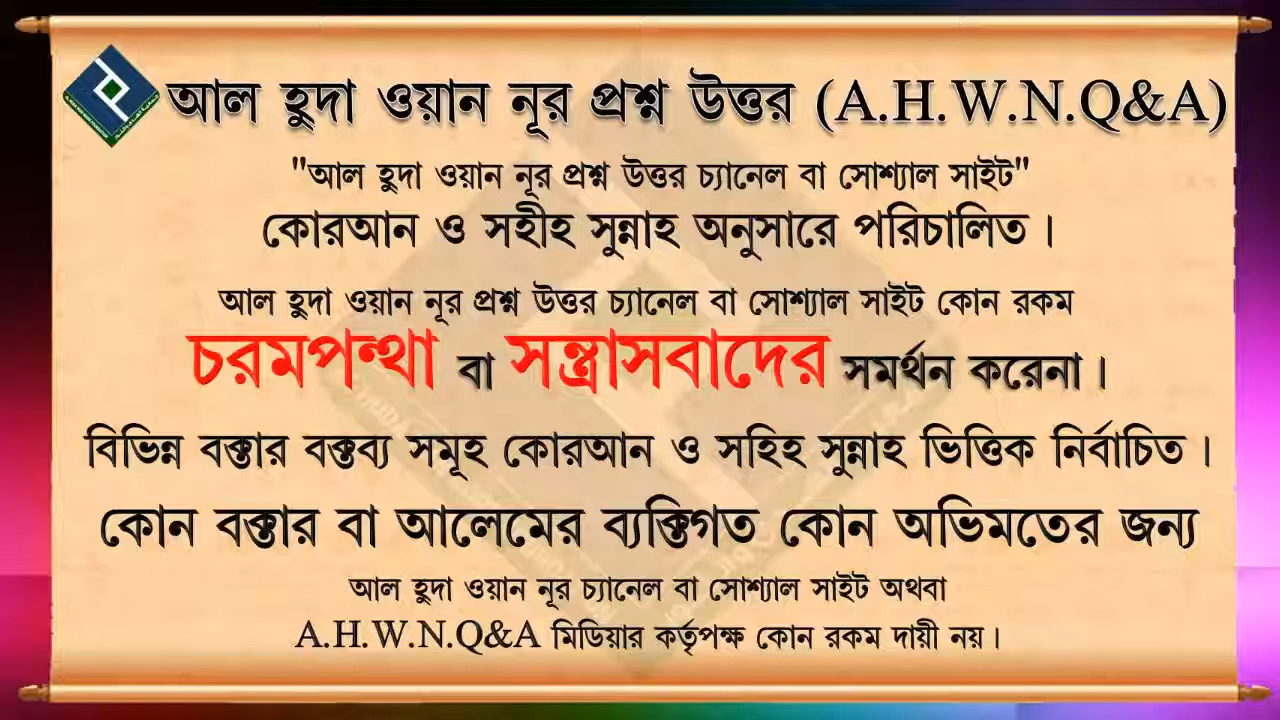 আল হুদা ওয়ান নূর প্রশ্ন উত্তর (A.H.W.N.Q&A)
"আল হুদা ওয়ান নূর প্রশ্ন উত্তর চ্যানেল বা সোশ্যাল সাইট"
কোরআন ও সহীহ সুন্নাহ অনুসারে পরিচালিত।
আল হুদা ওয়ান নূর প্রশ্ন উত্তর চ্যানেল বা সোশ্যাল সাইট কোন রকম
চরমপন্থা বা সন্ত্রাসবাদের সমর্থন করেনা।
বিভিন্ন বক্তার বক্তব্য সমূহ কোরআন ও সহিহ সুন্নাহ ভিত্তিক নির্বাচিত।
কোন বক্তার বা আলেমের ব্যক্তিগত কোন অভিমতের জন্য
আল হুদা ওয়ান নূর চ্যানেল বা সোশ্যাল সাইট অথবা
A.H.W.N.Q&A মিডিয়ার কর্তৃপক্ষ কোন রকম দায়ী নয়।